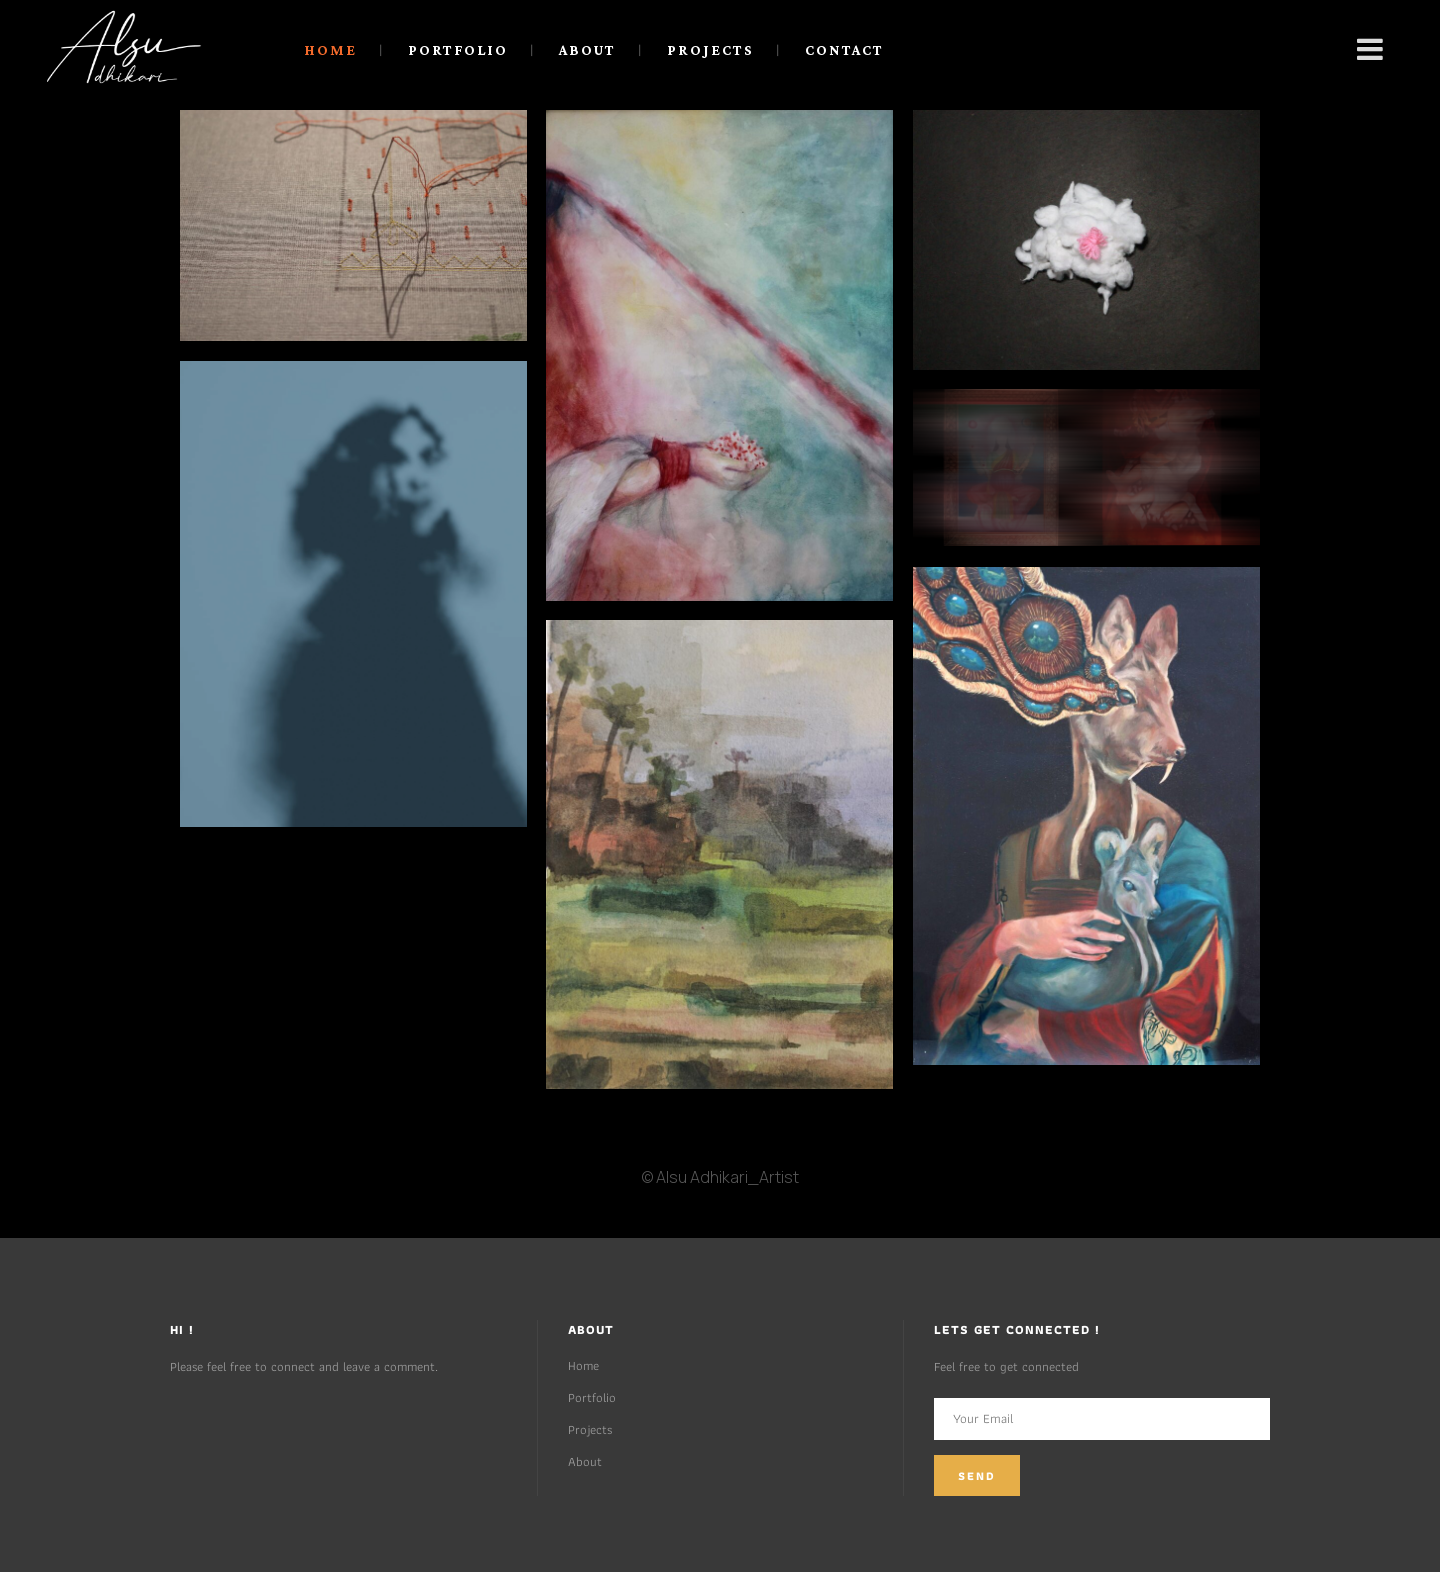 Alsu
Adhikari
HOME | PORTFOLIO | ABOUT | PROJECTS | CONTACT
© Alsu Adhikari_Artist
HI !
Please feel free to connect and leave a comment.
ABOUT
Home
Portfolio
Projects
About
LETS GET CONNECTED !
Feel free to get connected
Your Email
SEND